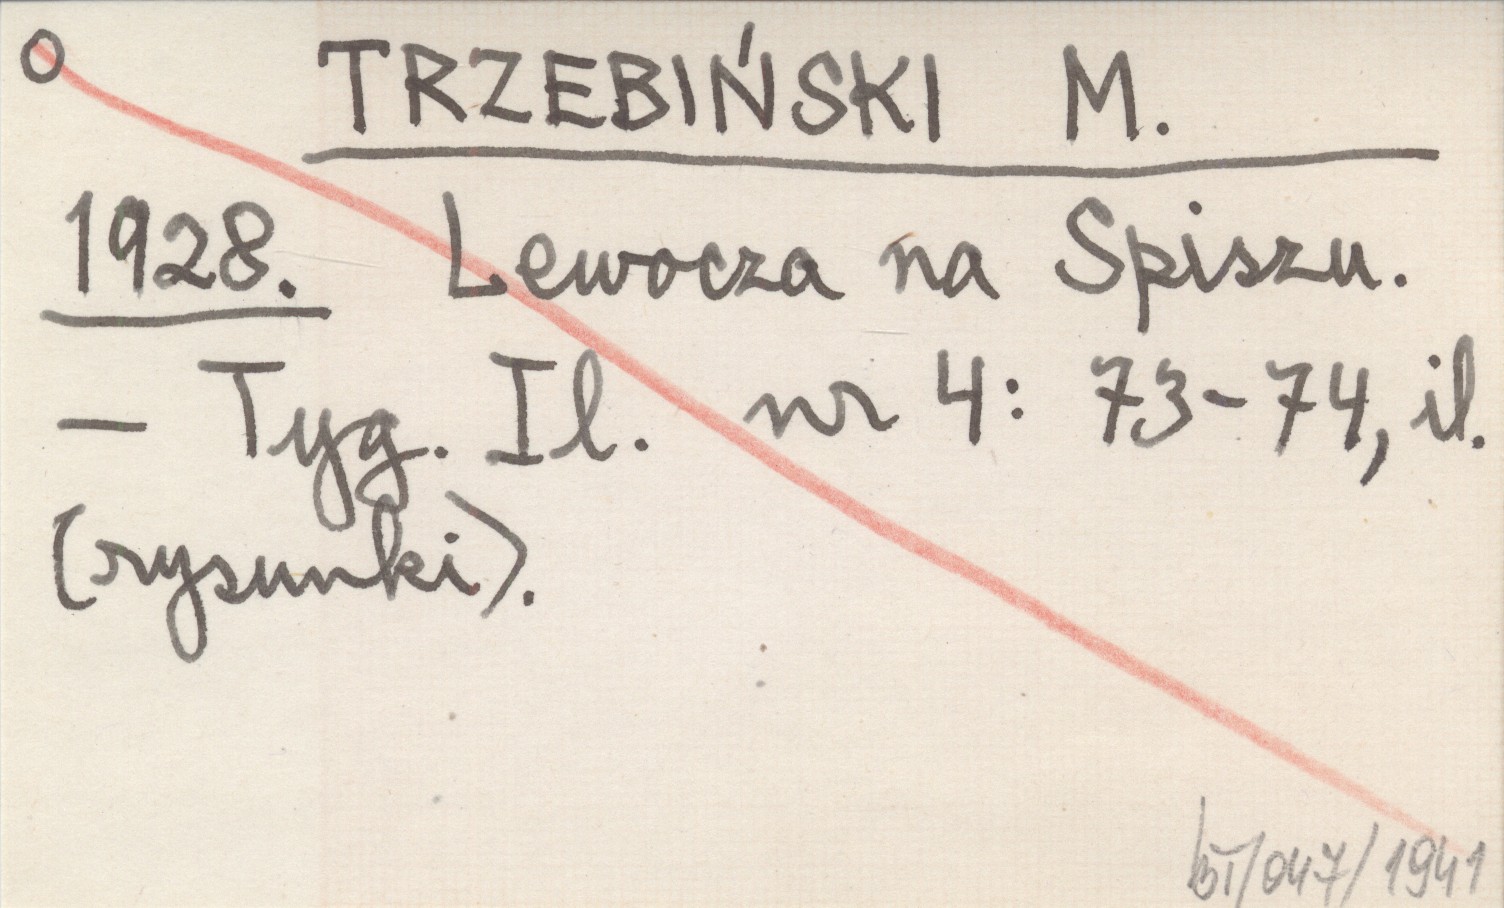 O TRZEBIŃSKI M.
1928. Lewocza na Spiszu.
– Tyg. Il. nr 4: 73-74, il.
(rysunki).
BI/047/1941